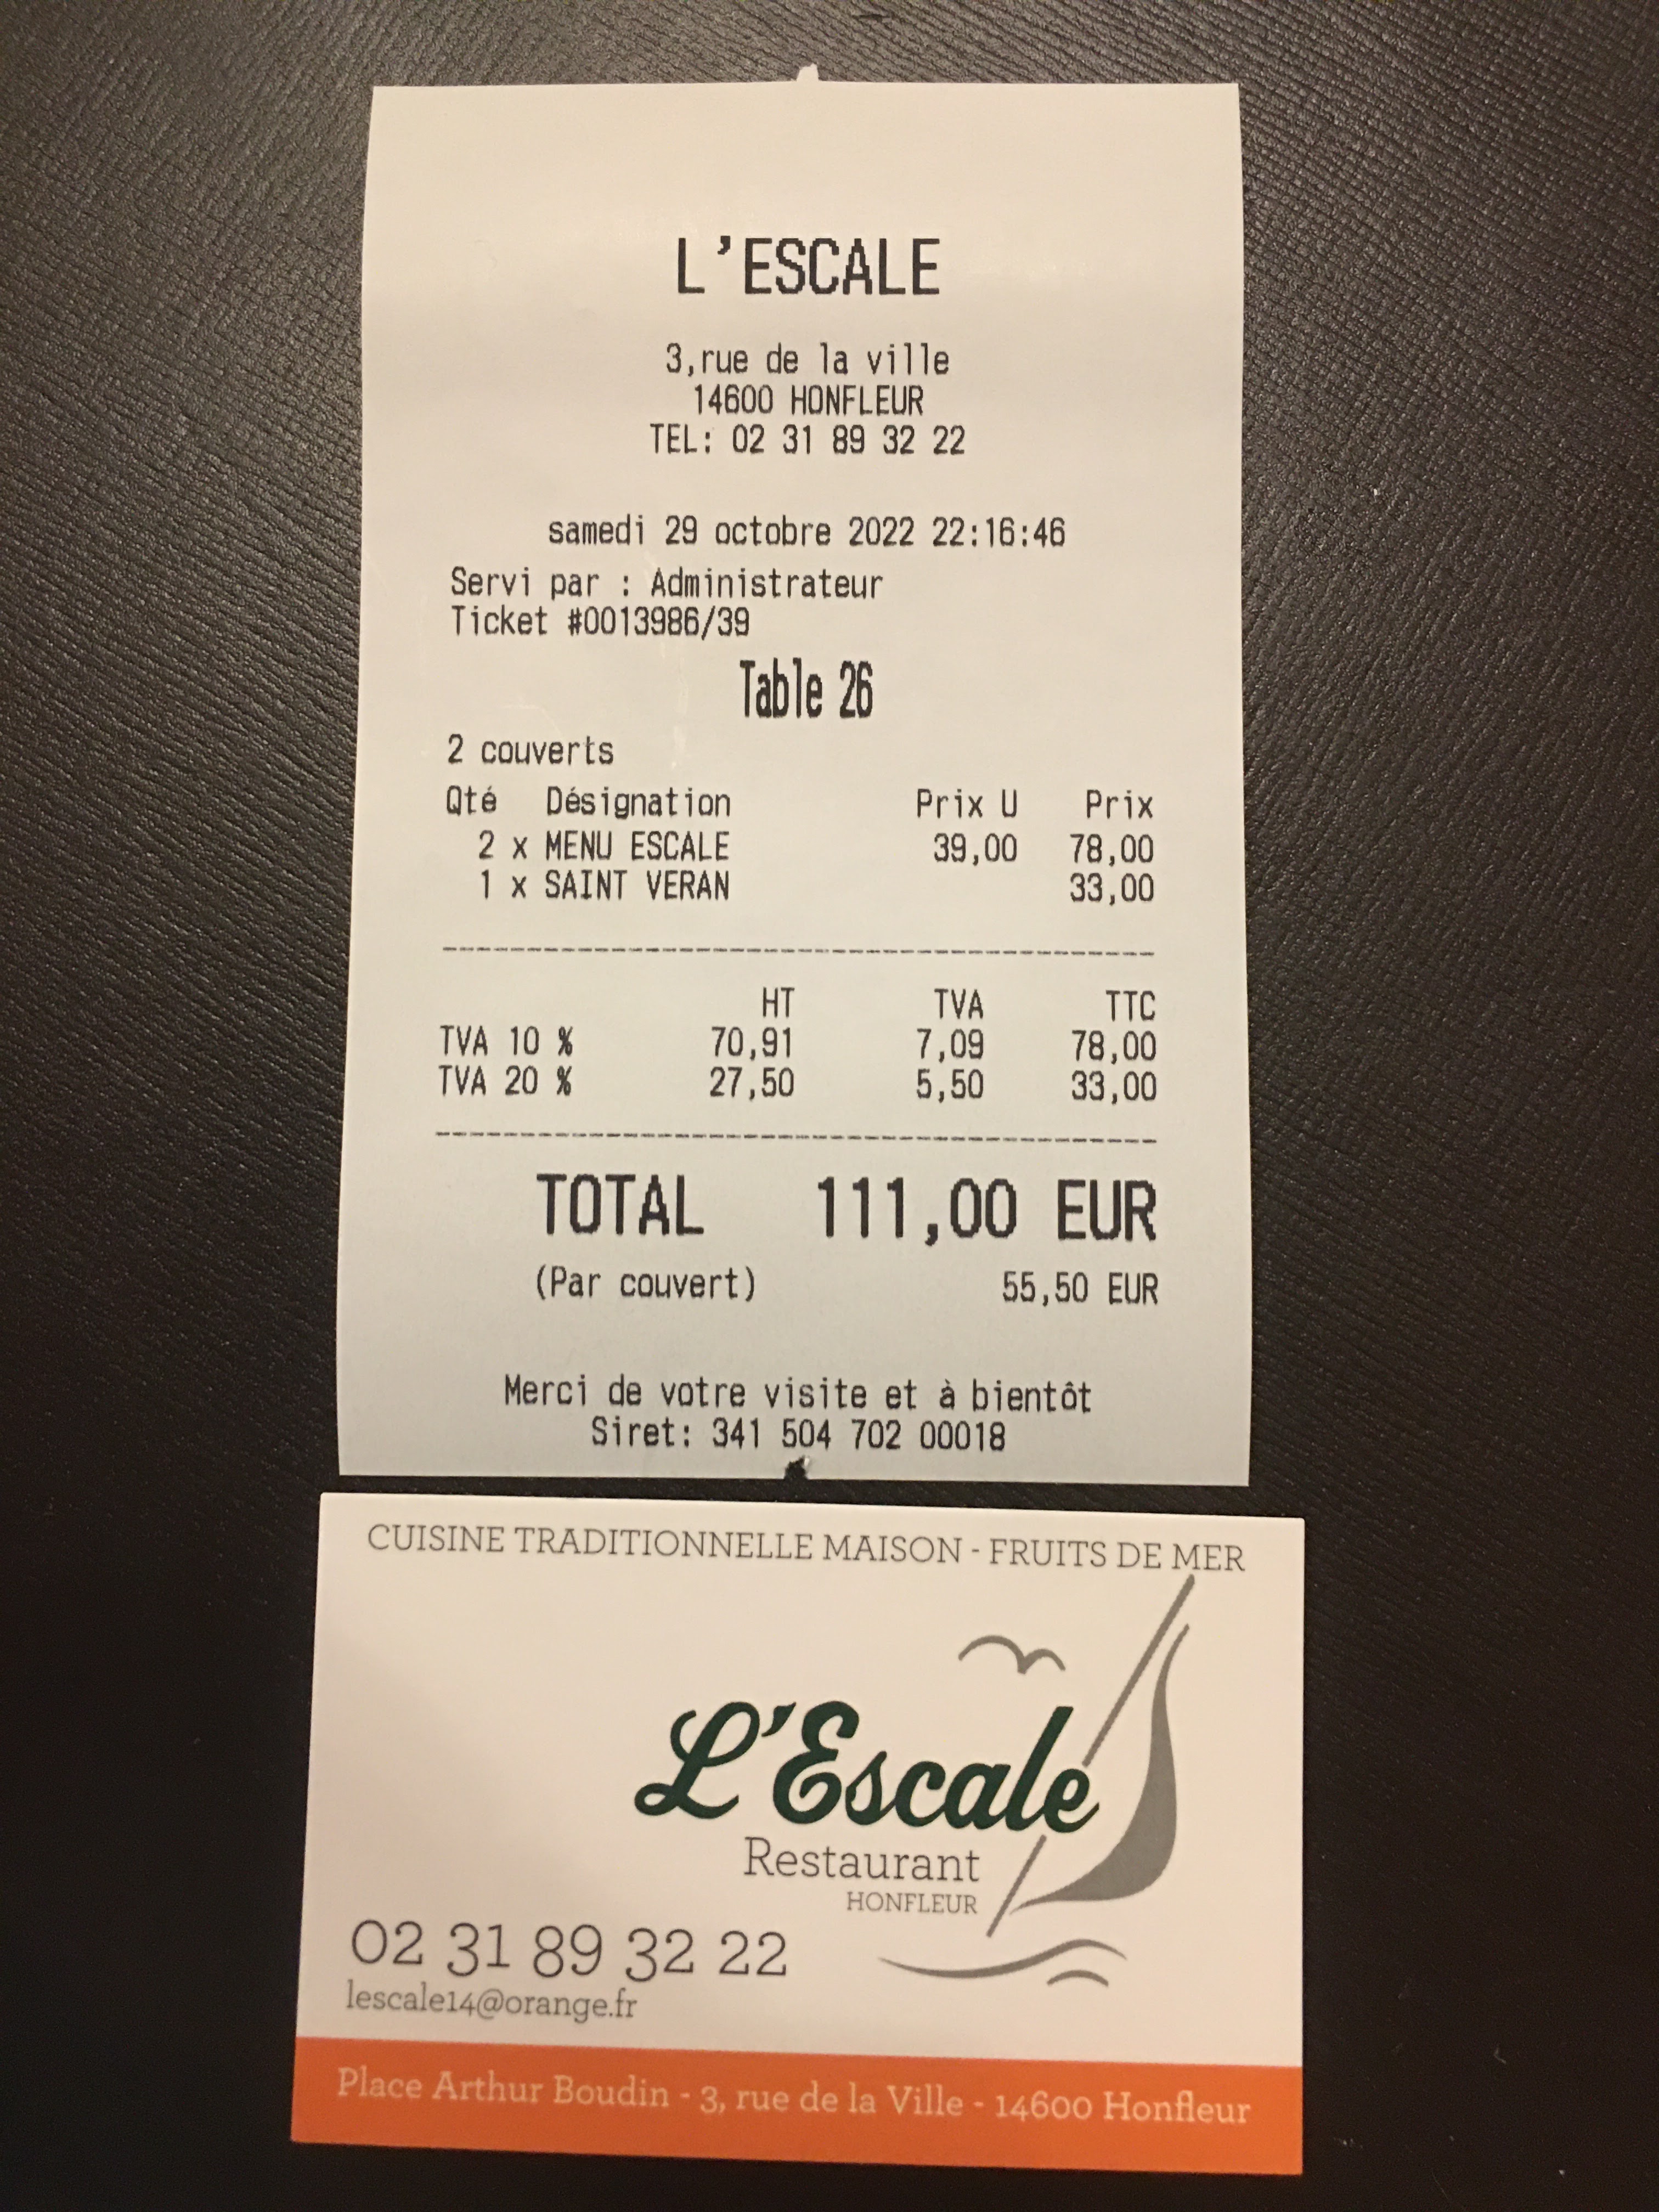 L'ESCALE
3,rue de la ville
14600 HONFLEUR
TEL: 02 31 89 32 22
samedi 29 octobre 2022 22:16:46
Servi par : Administrateur
Ticket #0013986/39
Table 26
2 couverts
Qté Désignation Prix U Prix
2 x MENU ESCALE 39,00 78,00
1 x SAINT VERAN 33,00
HT TVA TTC
TVA 10 % 70,91 7,09 78,00
TVA 20 % 27,50 5,50 33,00
TOTAL 111,00 EUR
(Par couvert) 55,50 EUR
Merci de votre visite et à bientôt
Siret: 341 504 702 00018
CUISINE TRADITIONNELLE MAISON - FRUITS DE MER
L'Escale
Restaurant
HONFLEUR
02 31 89 32 22
lescale14@orange.fr
Place Arthur Boudin - 3, rue de la Ville - 14600 Honfleur